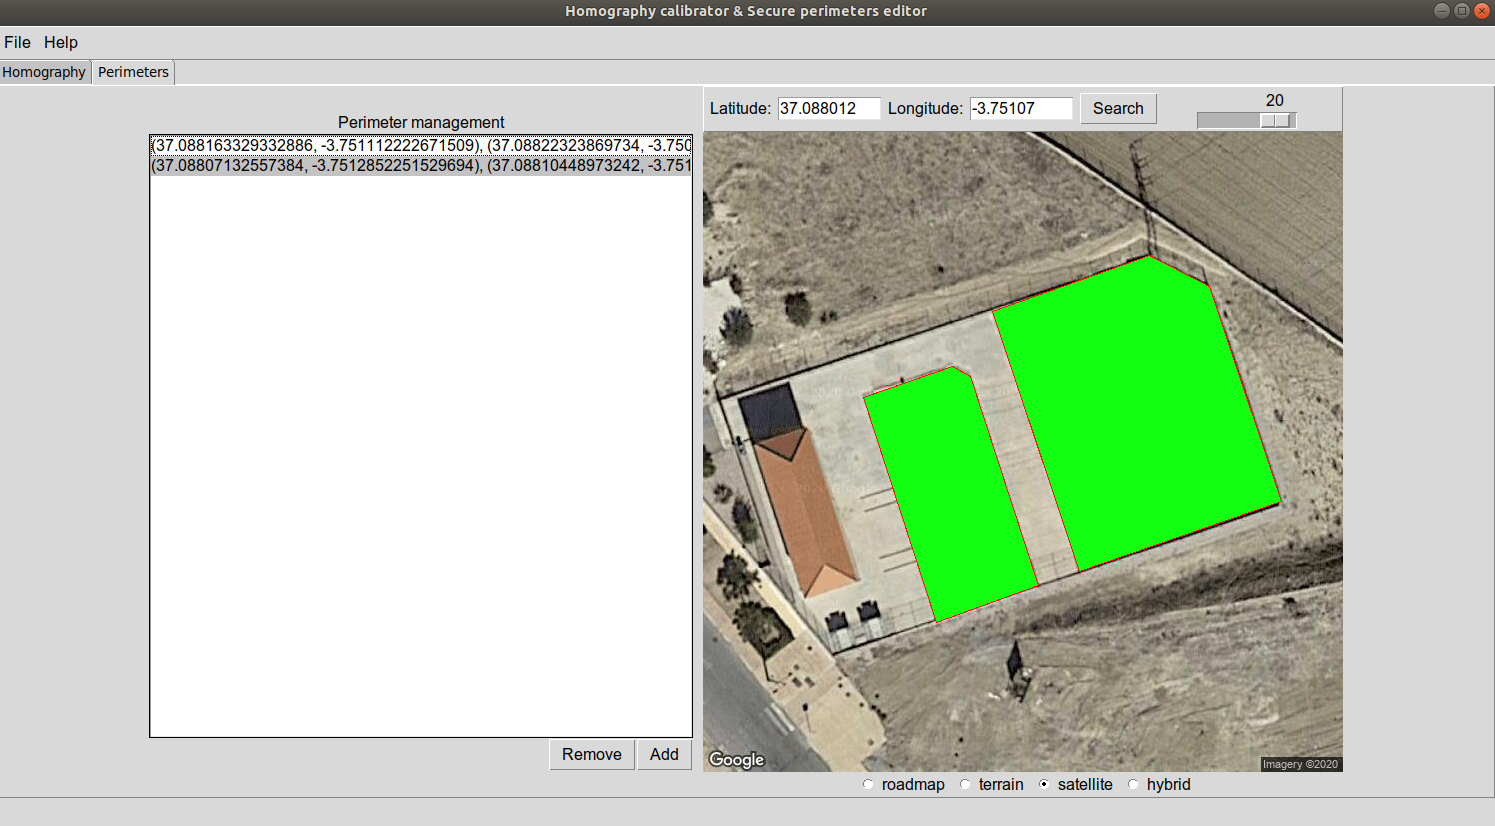 Homography calibrator & Secure perimeters editor
File Help
Homography Perimeters
Latitude: 37.088012 Longitude: -3.75107 Search 20
Perimeter management
(37.088163329332886, -3.751112222671509), (37.08822323869734, -3.750
(37.08807132557384, -3.7512852251529694), (37.08810448973242, -3.751
Remove Add
Google
Imagery ©2020
roadmap terrain satellite hybrid